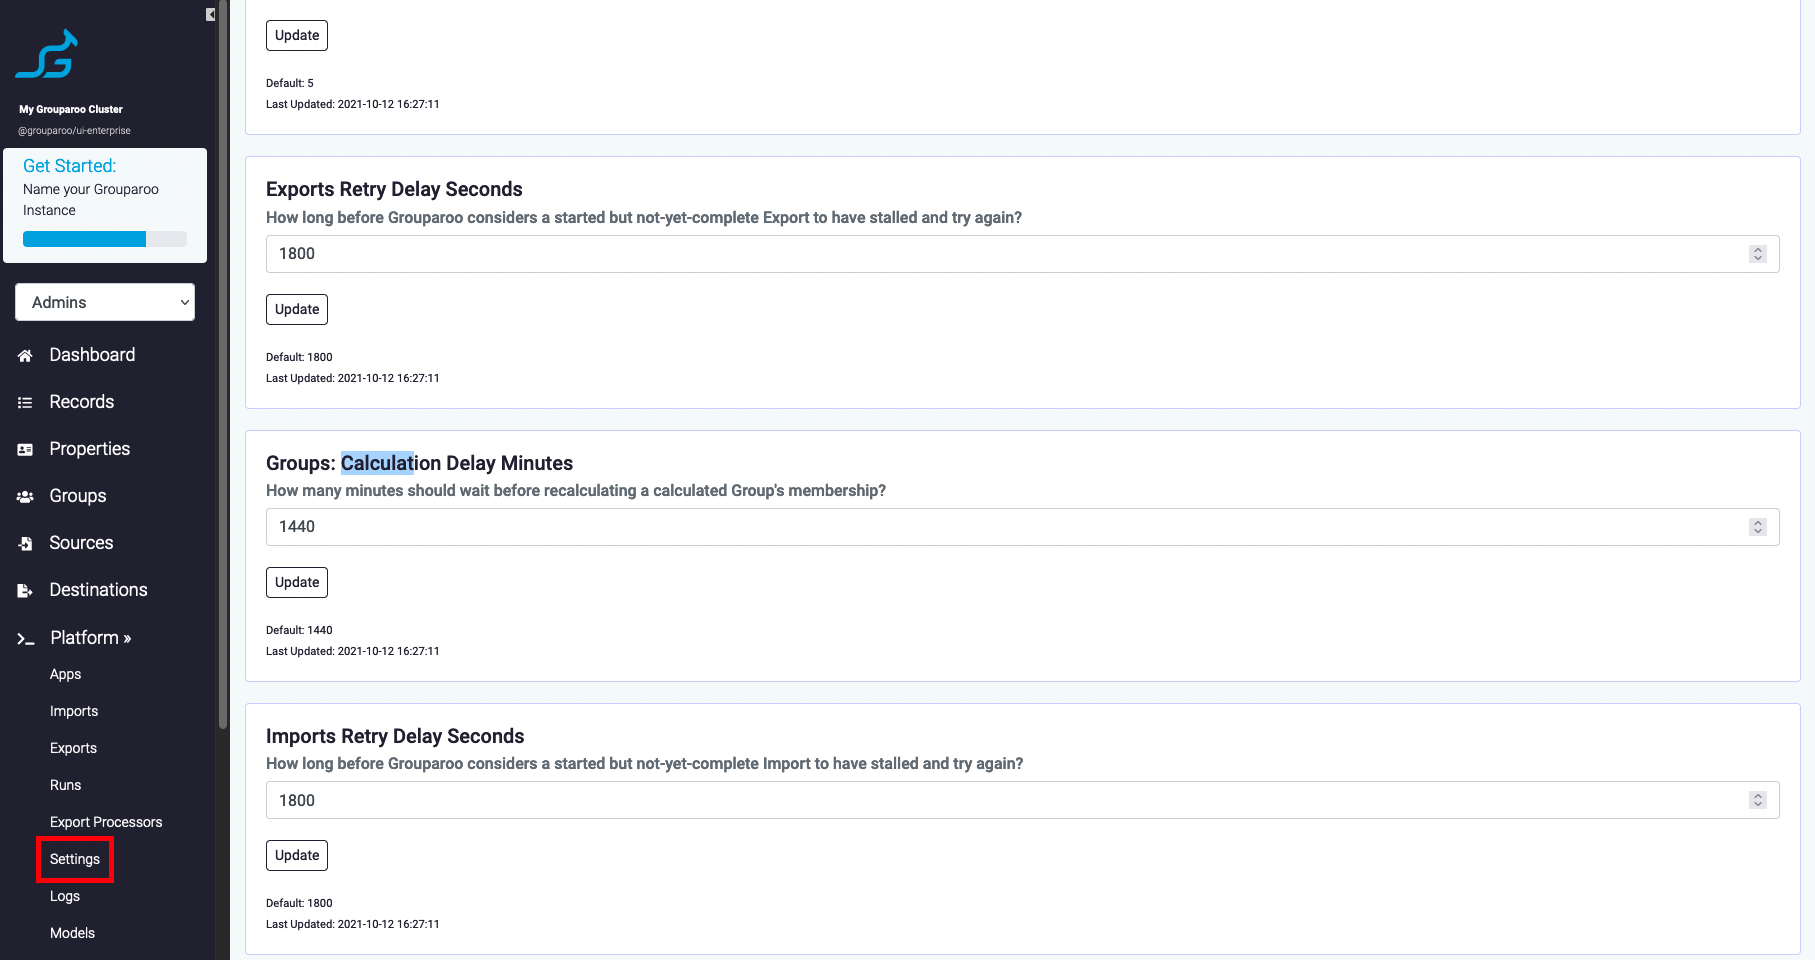 My Grouparoo Cluster
@grouparoo/ui-enterprise
Get Started:
Name your Grouparoo
Instance
Admins
Dashboard
Records
Properties
Groups
Sources
Destinations
Platform »
Apps
Imports
Exports
Runs
Export Processors
Settings
Logs
Models
Update
Default: 5
Last Updated: 2021-10-12 16:27:11
Exports Retry Delay Seconds
How long before Grouparoo considers a started but not-yet-complete Export to have stalled and try again?
1800
Update
Default: 1800
Last Updated: 2021-10-12 16:27:11
Groups: Calculation Delay Minutes
How many minutes should wait before recalculating a calculated Group's membership?
1440
Update
Default: 1440
Last Updated: 2021-10-12 16:27:11
Imports Retry Delay Seconds
How long before Grouparoo considers a started but not-yet-complete Import to have stalled and try again?
1800
Update
Default: 1800
Last Updated: 2021-10-12 16:27:11